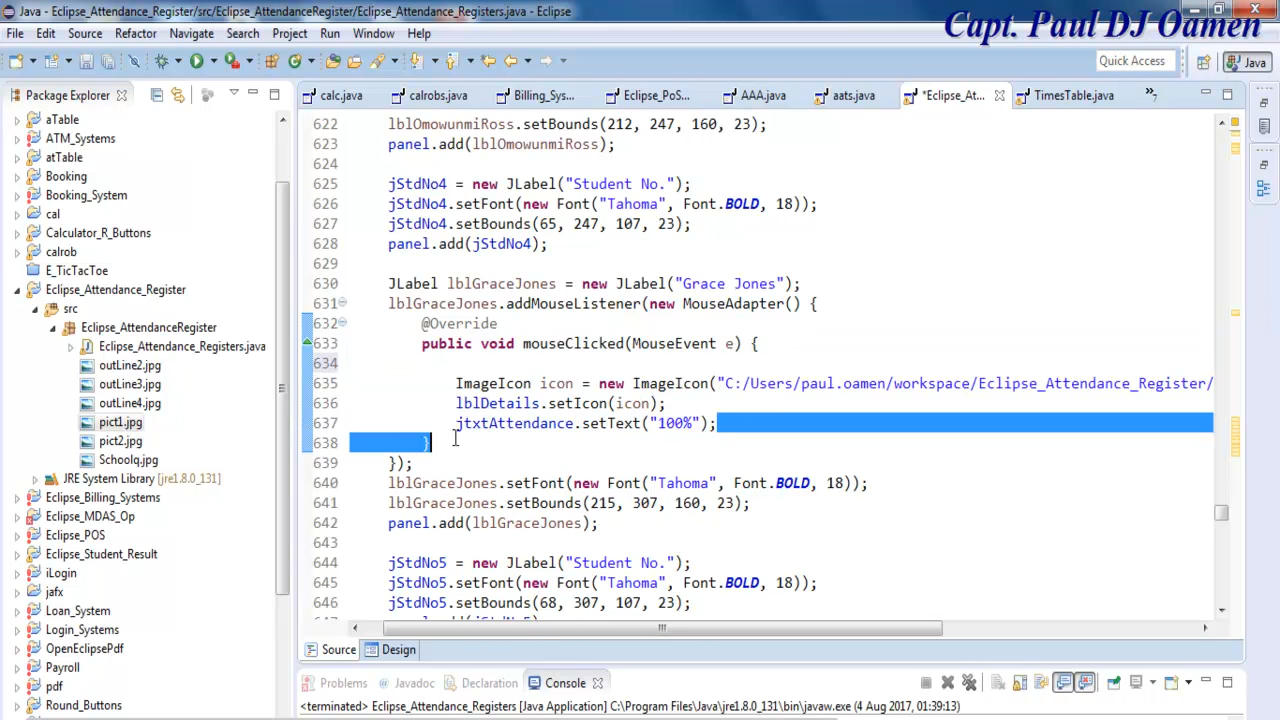 Java - Eclipse_Attendance_Register/src/Eclipse_AttendanceRegister/Eclipse_Attendance_Registers.java - Eclipse
Capt. Paul DJ Oamen
File Edit Source Refactor Navigate Search Project Run Window Help
Quick Access
Java
Package Explorer
aTable
ATM_Systems
atTable
Booking
Booking_System
cal
Calculator_R_Buttons
calrob
E_TicTacToe
Eclipse_Attendance_Register
src
Eclipse_AttendanceRegister
Eclipse_Attendance_Registers.java
outLine2.jpg
outLine3.jpg
outLine4.jpg
pict1.jpg
pict2.jpg
Schoolq.jpg
JRE System Library [jre1.8.0_131]
Eclipse_Billing_Systems
Eclipse_MDAS_Op
Eclipse_POS
Eclipse_Student_Result
iLogin
jafx
Loan_System
Login_Systems
OpenEclipsePdf
Payroll
pdf
Round_Buttons
calc.java calrobs.java Billing_Sys... Eclipse_PoS... AAA.java aats.java *Eclipse_At... TimesTable.java »7
622 lblOmowunmiRoss.setBounds(212, 247, 160, 23);
623 panel.add(lblOmowunmiRoss);
624
625 jStdNo4 = new JLabel("Student No.");
626 jStdNo4.setFont(new Font("Tahoma", Font.BOLD, 18));
627 jStdNo4.setBounds(65, 247, 107, 23);
628 panel.add(jStdNo4);
629
630 JLabel lblGraceJones = new JLabel("Grace Jones");
631 lblGraceJones.addMouseListener(new MouseAdapter() {
632 @Override
633 public void mouseClicked(MouseEvent e) {
634
635 ImageIcon icon = new ImageIcon("C:/Users/paul.oamen/workspace/Eclipse_Attendance_Register/
636 lblDetails.setIcon(icon);
637 jtxtAttendance.setText("100%");
638 }
639 });
640 lblGraceJones.setFont(new Font("Tahoma", Font.BOLD, 18));
641 lblGraceJones.setBounds(215, 307, 160, 23);
642 panel.add(lblGraceJones);
643
644 jStdNo5 = new JLabel("Student No.");
645 jStdNo5.setFont(new Font("Tahoma", Font.BOLD, 18));
646 jStdNo5.setBounds(68, 307, 107, 23);
Source Design
Problems Javadoc Declaration Console
<terminated> Eclipse_Attendance_Registers [Java Application] C:\Program Files\Java\jre1.8.0_131\bin\javaw.exe (4 Aug 2017, 01:39:13)